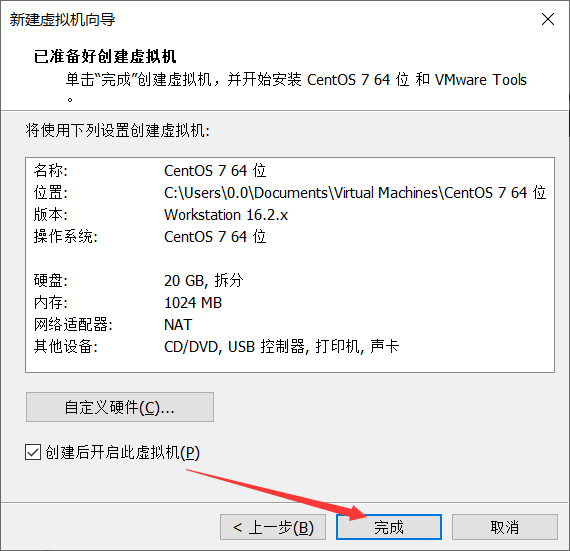 新建虚拟机向导
已准备好创建虚拟机
单击“完成”创建虚拟机，并开始安装 CentOS 7 64 位 和 VMware Tools
。
将使用下列设置创建虚拟机:
名称: CentOS 7 64 位
位置: C:\Users\0.0\Documents\Virtual Machines\CentOS 7 64 位
版本: Workstation 16.2.x
操作系统: CentOS 7 64 位
硬盘: 20 GB, 拆分
内存: 1024 MB
网络适配器: NAT
其他设备: CD/DVD, USB 控制器, 打印机, 声卡
自定义硬件(C)...
创建后开启此虚拟机(P)
< 上一步(B) 完成 取消